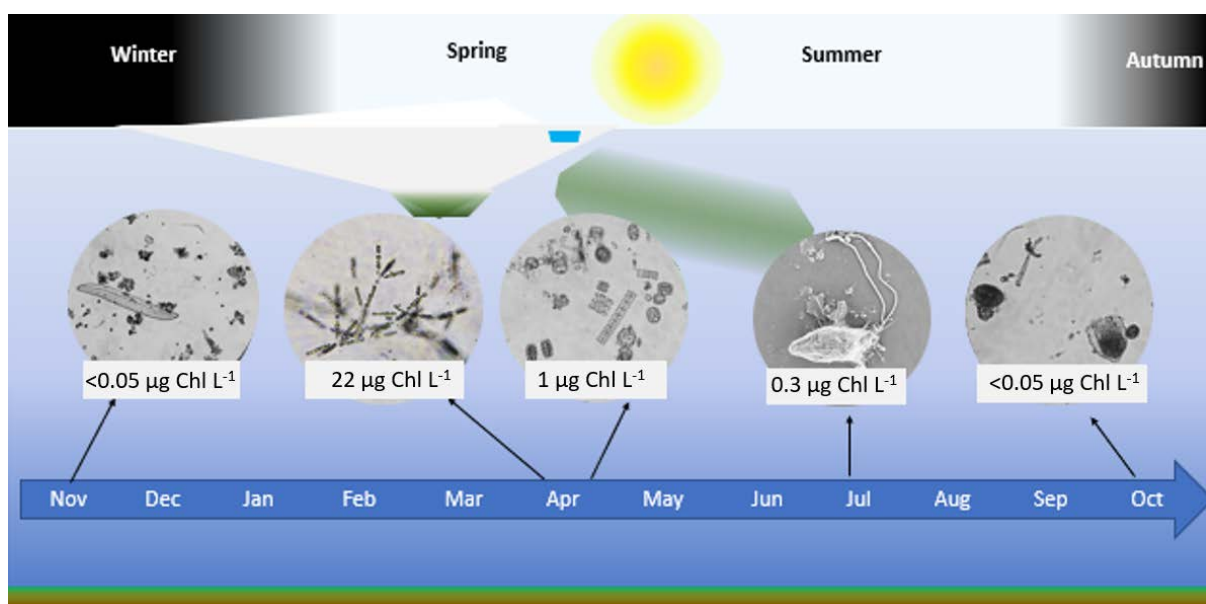 Winter
Spring
Summer
Autumn
<0.05 µg Chl L⁻¹
22 µg Chl L⁻¹
1 µg Chl L⁻¹
0.3 µg Chl L⁻¹
<0.05 µg Chl L⁻¹
Nov Dec Jan Feb Mar Apr May Jun Jul Aug Sep Oct